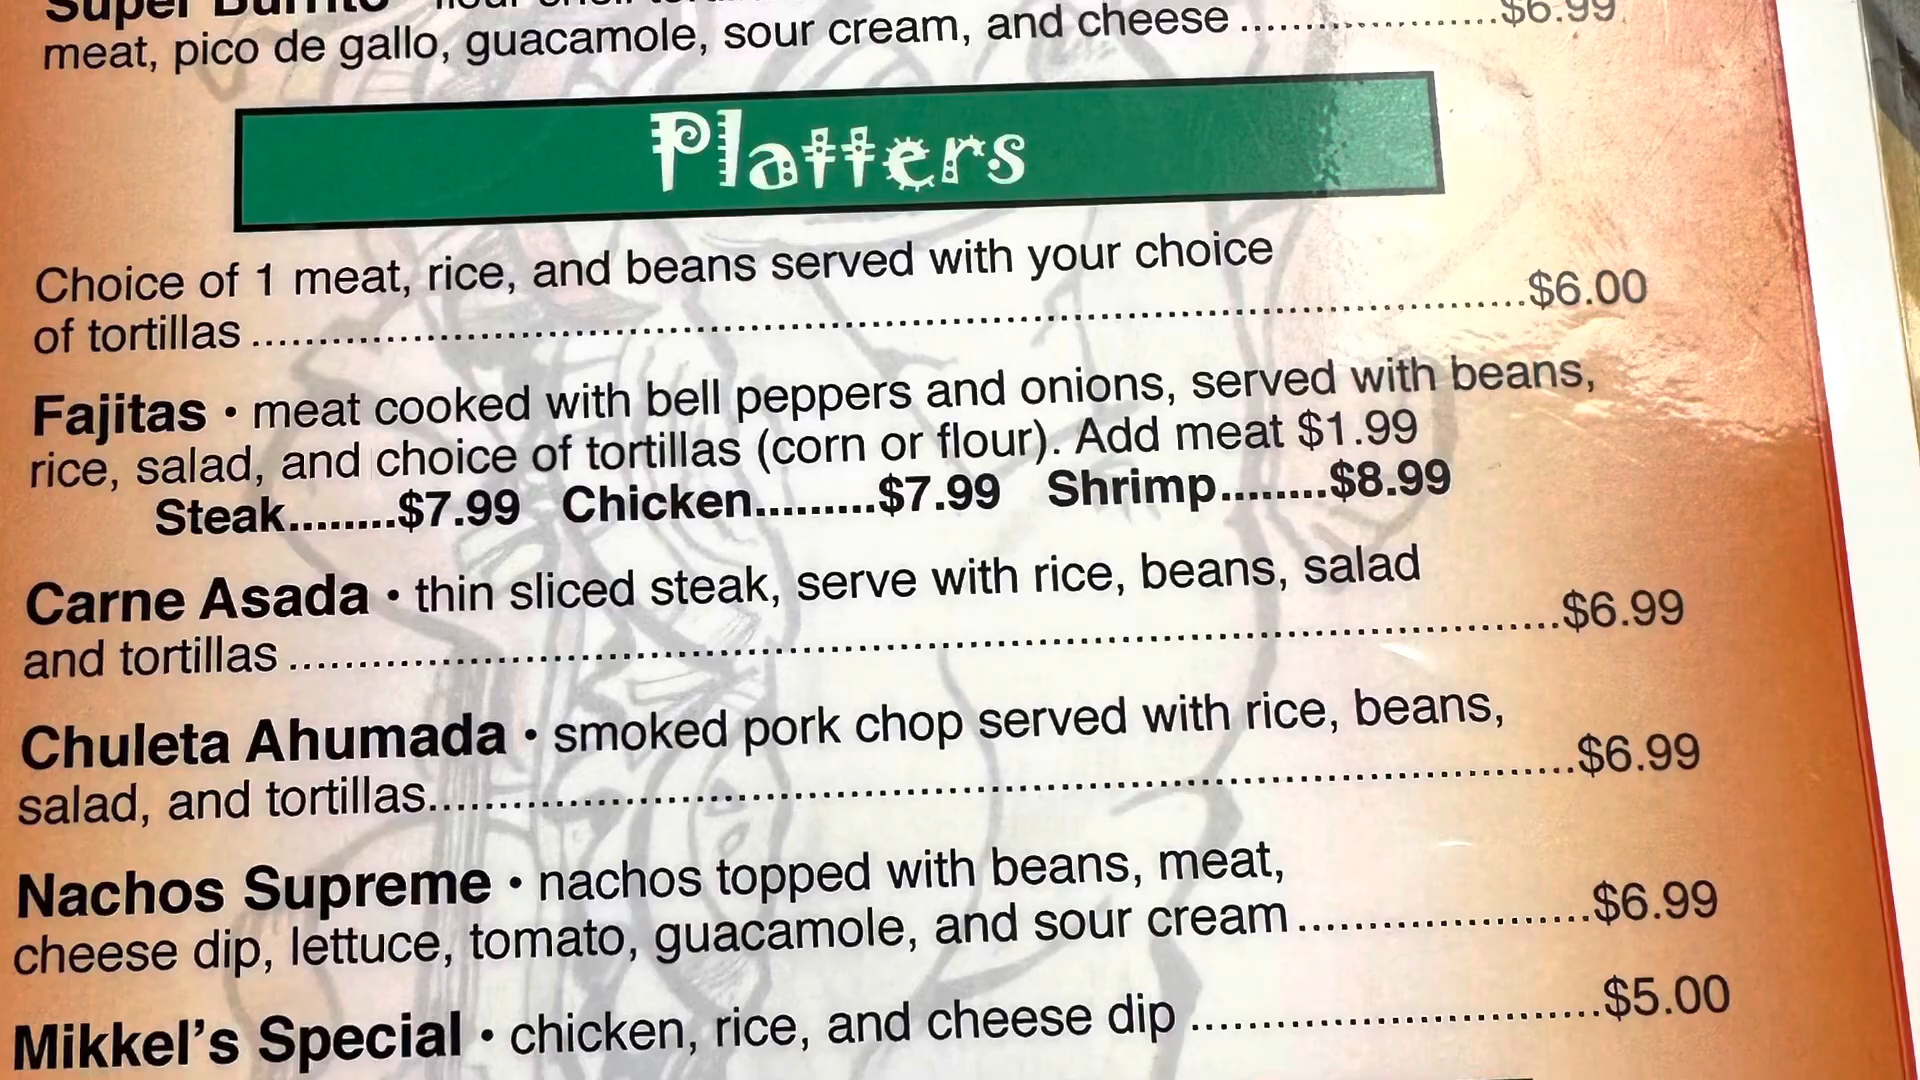 Super Burrito
meat, pico de gallo, guacamole, sour cream, and cheese ........................$6.99
Platters
Choice of 1 meat, rice, and beans served with your choice
of tortillas ........................$6.00
Fajitas • meat cooked with bell peppers and onions, served with beans,
rice, salad, and choice of tortillas (corn or flour). Add meat $1.99
Steak........$7.99 Chicken.........$7.99 Shrimp........$8.99
Carne Asada • thin sliced steak, serve with rice, beans, salad
and tortillas ........................$6.99
Chuleta Ahumada • smoked pork chop served with rice, beans,
salad, and tortillas........................$6.99
Nachos Supreme • nachos topped with beans, meat,
cheese dip, lettuce, tomato, guacamole, and sour cream ........................$6.99
Mikkel's Special • chicken, rice, and cheese dip ........................$5.00